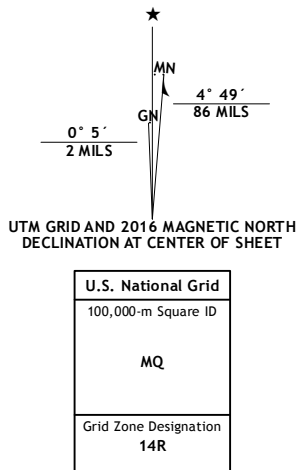 MN
4° 49´
86 MILS
GN
0° 5´
2 MILS
UTM GRID AND 2016 MAGNETIC NORTH
DECLINATION AT CENTER OF SHEET
U.S. National Grid
100,000-m Square ID
MQ
Grid Zone Designation
14R